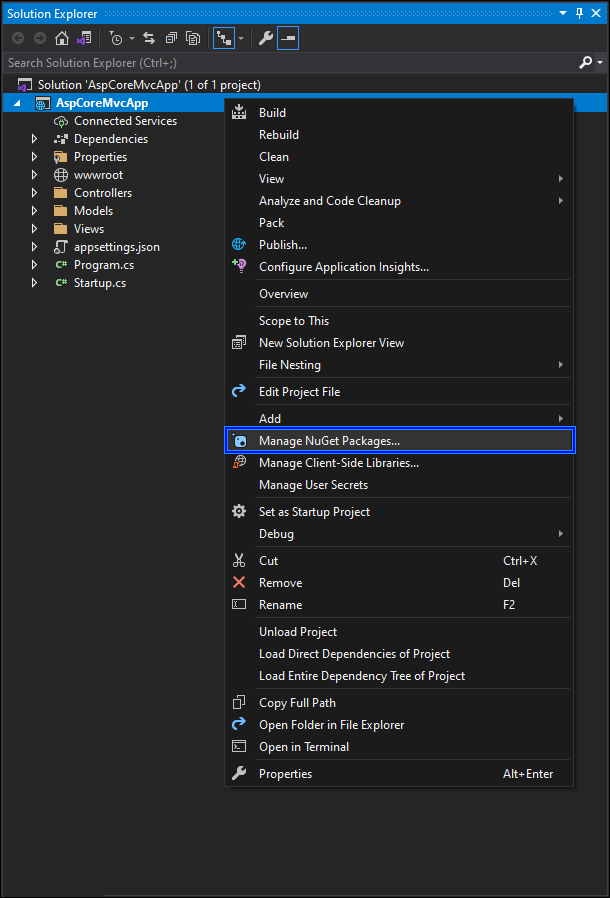 Solution Explorer
Search Solution Explorer (Ctrl+;)
Solution 'AspCoreMvcApp' (1 of 1 project)
AspCoreMvcApp
Connected Services
Dependencies
Properties
wwwroot
Controllers
Models
Views
appsettings.json
Program.cs
Startup.cs
Build
Rebuild
Clean
View
Analyze and Code Cleanup
Pack
Publish...
Configure Application Insights...
Overview
Scope to This
New Solution Explorer View
File Nesting
Edit Project File
Add
Manage NuGet Packages...
Manage Client-Side Libraries...
Manage User Secrets
Set as Startup Project
Debug
Cut Ctrl+X
Remove Del
Rename F2
Unload Project
Load Direct Dependencies of Project
Load Entire Dependency Tree of Project
Copy Full Path
Open Folder in File Explorer
Open in Terminal
Properties Alt+Enter